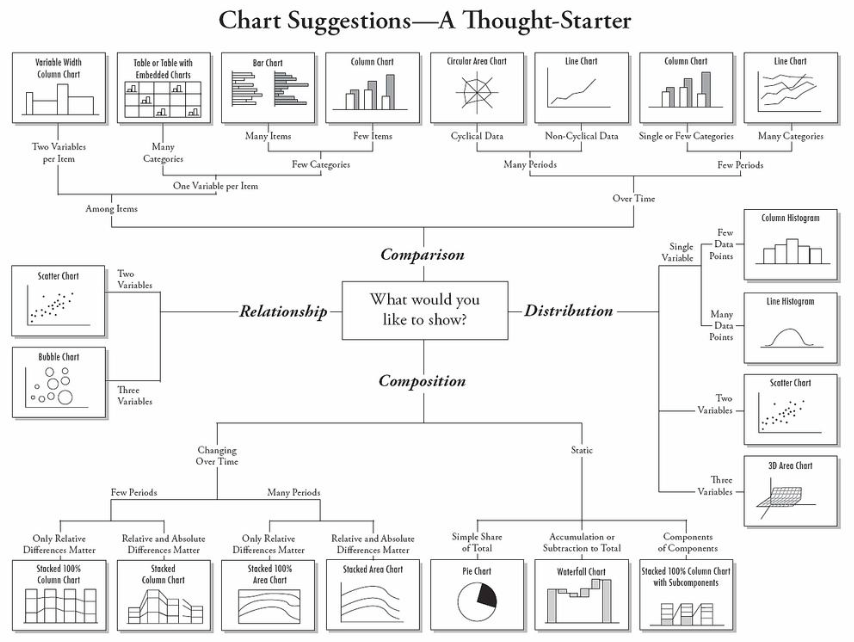 Chart Suggestions—A Thought-Starter
Variable Width
Column Chart
Table or Table with
Embedded Charts
Bar Chart
Column Chart
Circular Area Chart
Line Chart
Column Chart
Line Chart
Two Variables
per Item
Many
Categories
Many Items
Few Items
Cyclical Data
Non-Cyclical Data
Single or Few Categories
Many Categories
Few Categories
Many Periods
Few Periods
One Variable per Item
Among Items
Over Time
Comparison
What would you
like to show?
Relationship
Two
Variables
Scatter Chart
Three
Variables
Bubble Chart
Distribution
Single
Variable
Few
Data
Points
Column Histogram
Many
Data
Points
Line Histogram
Two
Variables
Scatter Chart
Three
Variables
3D Area Chart
Composition
Changing
Over Time
Static
Few Periods
Many Periods
Only Relative
Differences Matter
Relative and Absolute
Differences Matter
Only Relative
Differences Matter
Relative and Absolute
Differences Matter
Simple Share
of Total
Accumulation or
Subtraction to Total
Components
of Components
Stacked 100%
Column Chart
Stacked
Column Chart
Stacked 100%
Area Chart
Stacked Area Chart
Pie Chart
Waterfall Chart
Stacked 100% Column Chart
with Subcomponents